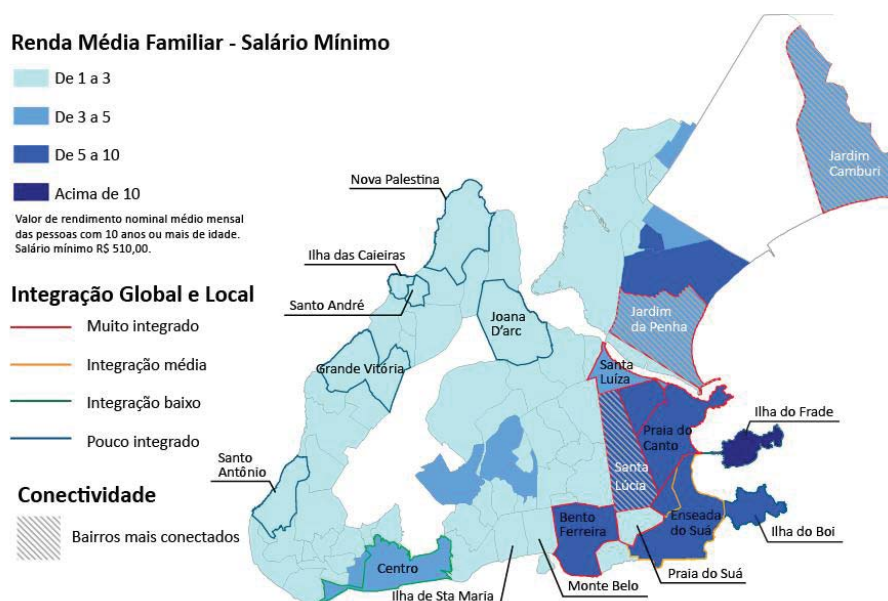 Renda Média Familiar - Salário Mínimo
De 1 a 3
De 3 a 5
De 5 a 10
Acima de 10
Valor de rendimento nominal médio mensal
das pessoas com 10 anos ou mais de idade.
Salário mínimo R$ 510,00.
Integração Global e Local
Muito integrado
Integração média
Integração baixo
Pouco integrado
Conectividade
Bairros mais conectados
Jardim
Camburi
Nova Palestina
Ilha das Caieiras
Santo André
Joana
D'arc
Jardim
da Penha
Grande Vitória
Santa
Luíza
Ilha do Frade
Praia do
Canto
Santo
Antônio
Santa
Lúcia
Bento
Ferreira
Enseada
do Suá
Ilha do Boi
Centro
Praia do Suá
Monte Belo
Ilha de Sta Maria